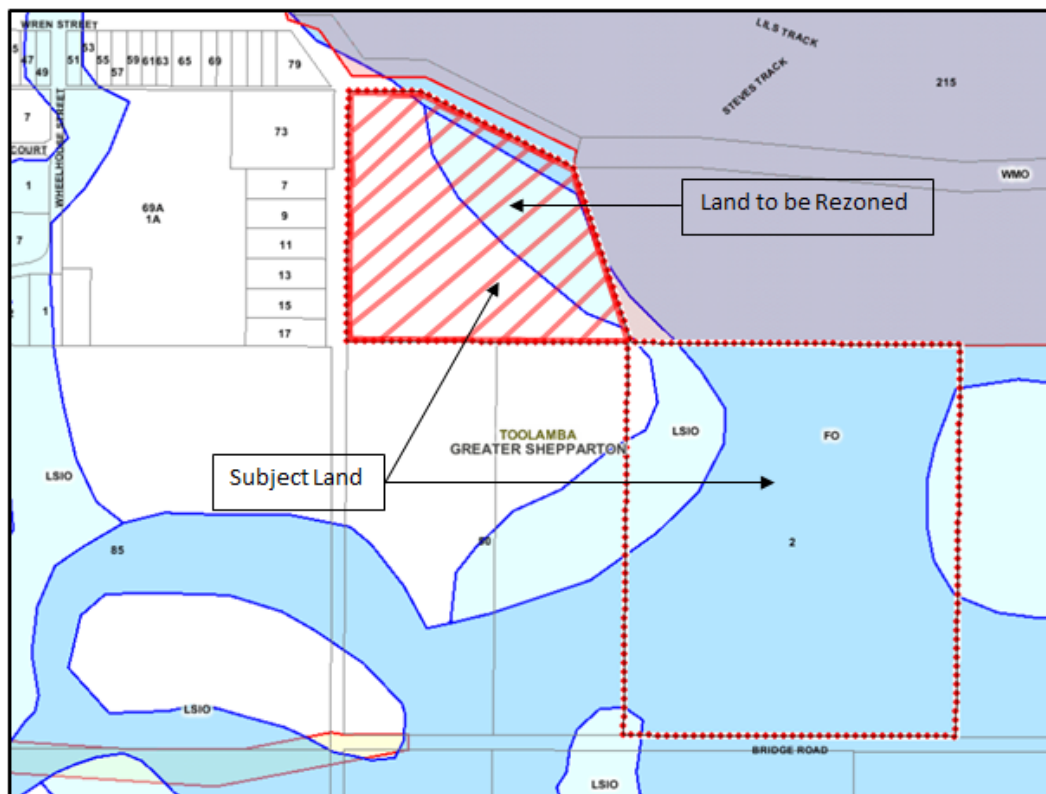 WREN STREET
LILS TRACK
STEVES TRACK
215
47
49
51
53
55
57
59
61
63
65
69
79
7
73
COURT
WHEELHOUSE STREET
WMO
1
69A
1A
7
9
Land to be Rezoned
7
11
13
1
15
17
TOOLAMBA
GREATER SHEPPARTON
LSIO
FO
LSIO
Subject Land
85
90
2
LSIO
BRIDGE ROAD
LSIO